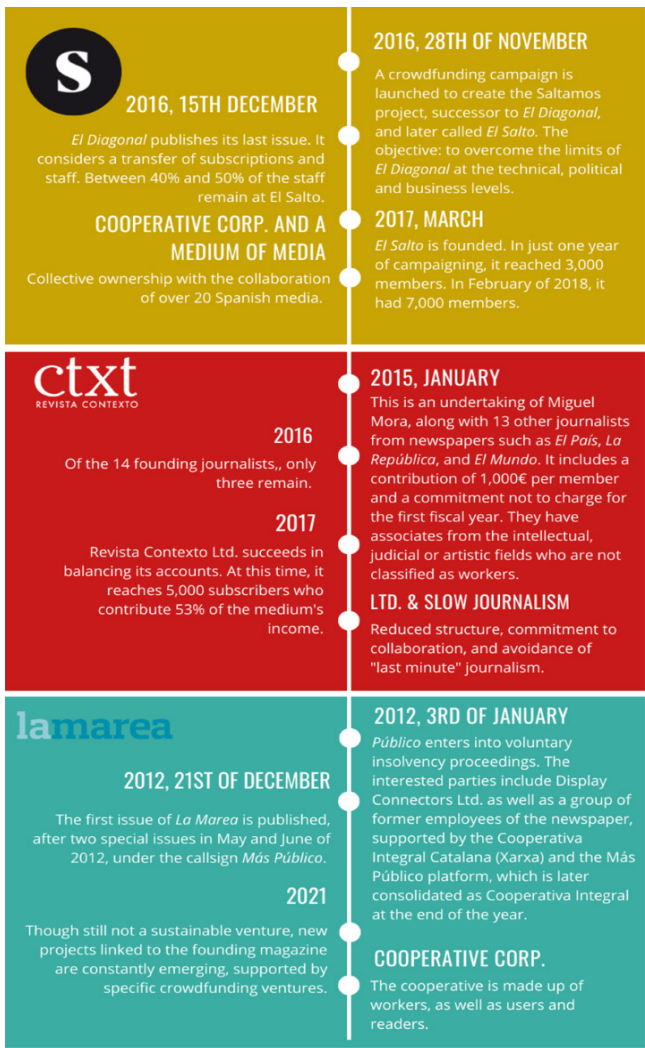 S
2016, 28TH OF NOVEMBER
A crowdfunding campaign is
launched to create the Saltamos
project, successor to El Diagonal,
and later called El Salto. The
objective: to overcome the limits of
El Diagonal at the technical, political
and business levels.
2016, 15TH DECEMBER
El Diagonal publishes its last issue. It
considers a transfer of subscriptions and
staff. Between 40% and 50% of the staff
remain at El Salto.
2017, MARCH
El Salto is founded. In just one year
of campaigning, it reached 3,000
members. In February of 2018, it
had 7,000 members.
COOPERATIVE CORP. AND A
MEDIUM OF MEDIA
Collective ownership with the collaboration
of over 20 Spanish media.
ctxt
REVISTA CONTEXTO
2015, JANUARY
This is an undertaking of Miguel
Mora, along with 13 other journalists
from newspapers such as El País, La
República, and El Mundo. It includes a
contribution of 1,000€ per member
and a commitment not to charge for
the first fiscal year. They have
associates from the intellectual,
judicial or artistic fields who are not
classified as workers.
2016
Of the 14 founding journalists,, only
three remain.
2017
Revista Contexto Ltd. succeeds in
balancing its accounts. At this time, it
reaches 5,000 subscribers who
contribute 53% of the medium's
income.
LTD. & SLOW JOURNALISM
Reduced structure, commitment to
collaboration, and avoidance of
"last minute" journalism.
lamarea
2012, 3RD OF JANUARY
Público enters into voluntary
insolvency proceedings. The
interested parties include Display
Connectors Ltd. as well as a group of
former employees of the newspaper,
supported by the Cooperativa
Integral Catalana (Xarxa) and the Más
Público platform, which is later
consolidated as Cooperativa Integral
at the end of the year.
2012, 21ST OF DECEMBER
The first issue of La Marea is published,
after two special issues in May and June of
2012, under the callsign Más Público.
2021
Though still not a sustainable venture, new
projects linked to the founding magazine
are constantly emerging, supported by
specific crowdfunding ventures.
COOPERATIVE CORP.
The cooperative is made up of
workers, as well as users and
readers.